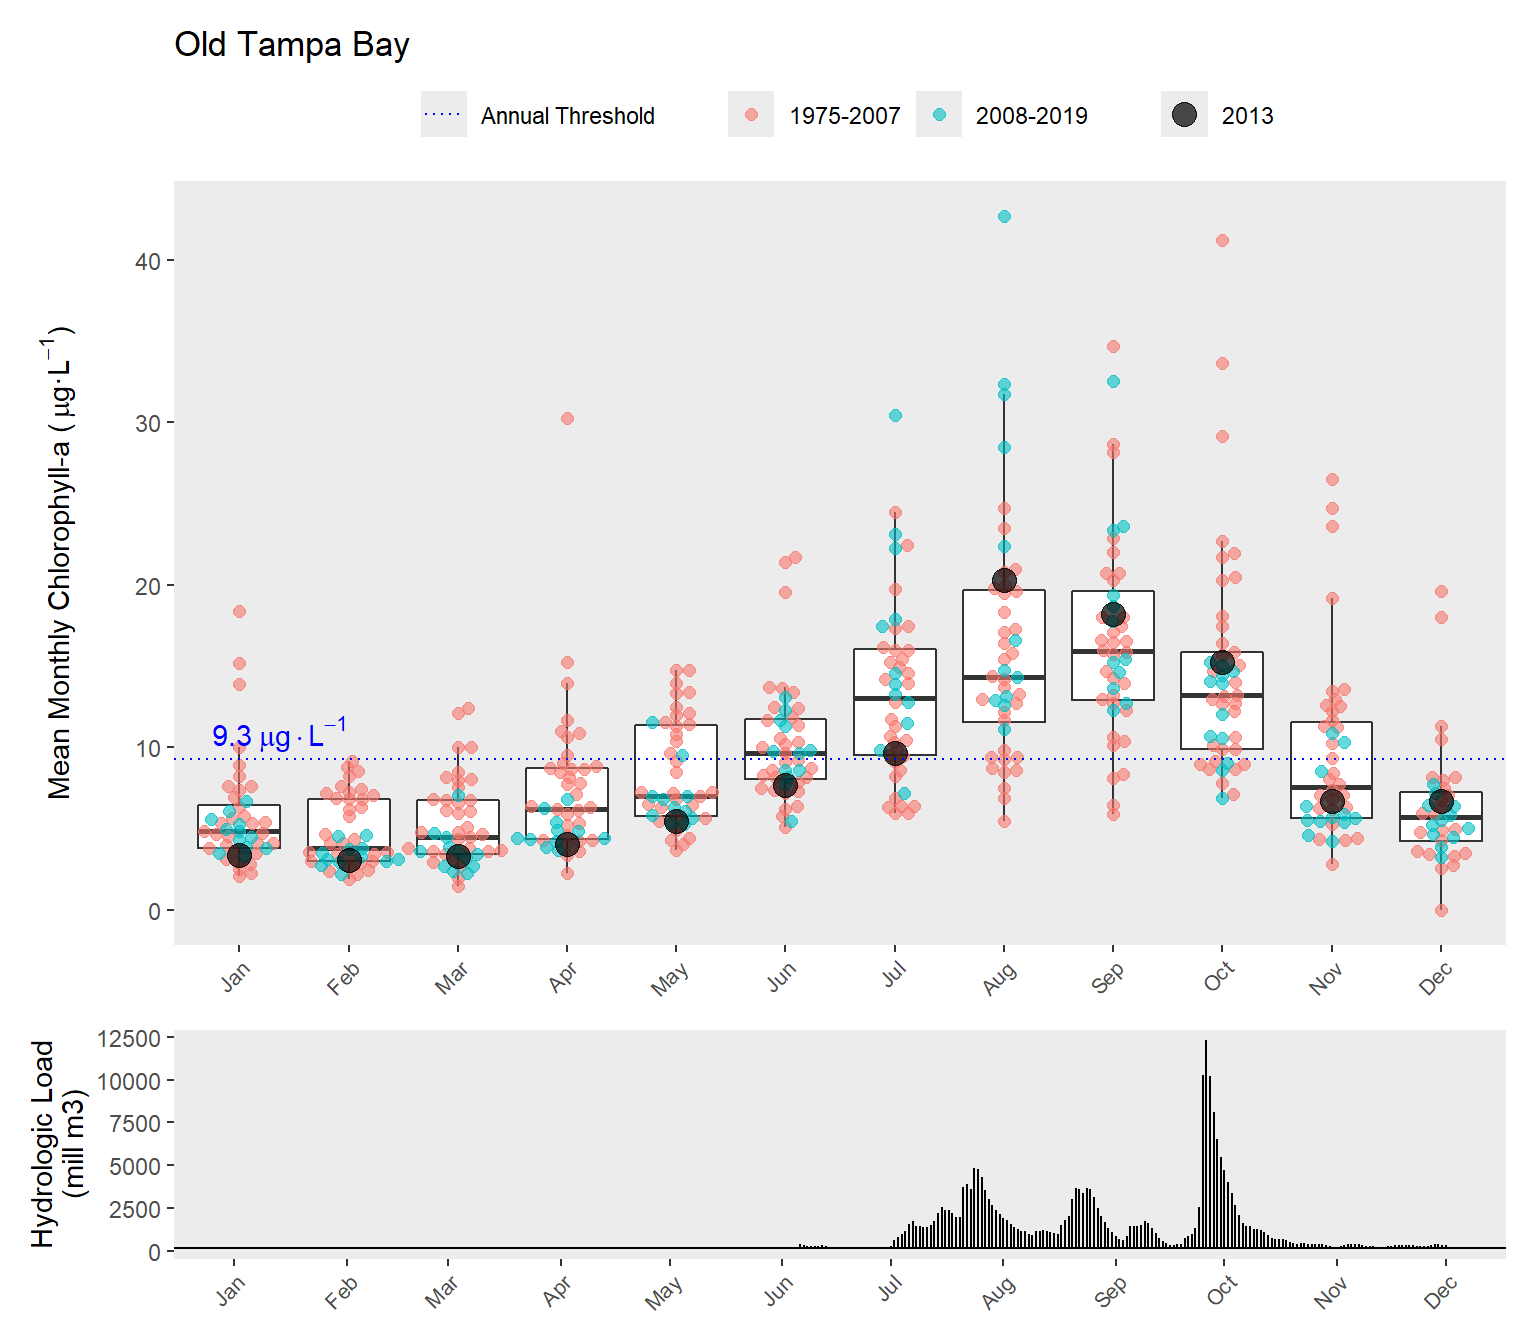 Old Tampa Bay
Annual Threshold
1975-2007
2008-2019
2013
Mean Monthly Chlorophyll-a ( μg·L⁻¹)
40
30
20
10
0
9.3 μg·L⁻¹
Jan
Feb
Mar
Apr
May
Jun
Jul
Aug
Sep
Oct
Nov
Dec
Hydrologic Load
(mill m3)
12500
10000
7500
5000
2500
0
Jan
Feb
Mar
Apr
May
Jun
Jul
Aug
Sep
Oct
Nov
Dec